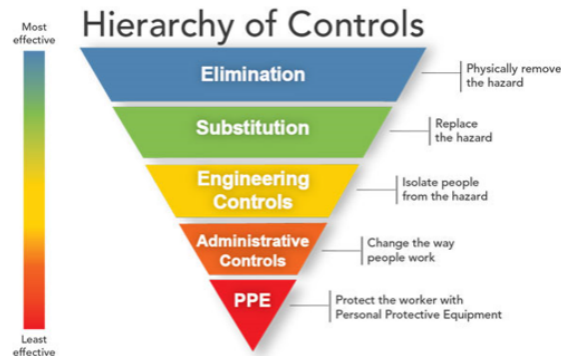 Hierarchy of Controls
Most
effective
Elimination
Physically remove
the hazard
Substitution
Replace
the hazard
Engineering
Controls
Isolate people
from the hazard
Administrative
Controls
Change the way
people work
PPE
Protect the worker with
Personal Protective Equipment
Least
effective